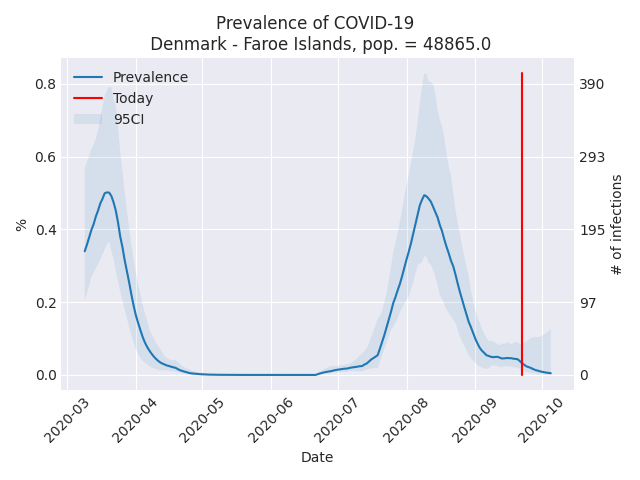 Prevalence of COVID-19
Denmark - Faroe Islands, pop. = 48865.0
Prevalence
Today
95CI
0.8
0.6
0.4
0.2
0.0
%
390
293
195
97
0
# of infections
2020-03
2020-04
2020-05
2020-06
2020-07
2020-08
2020-09
2020-10
Date